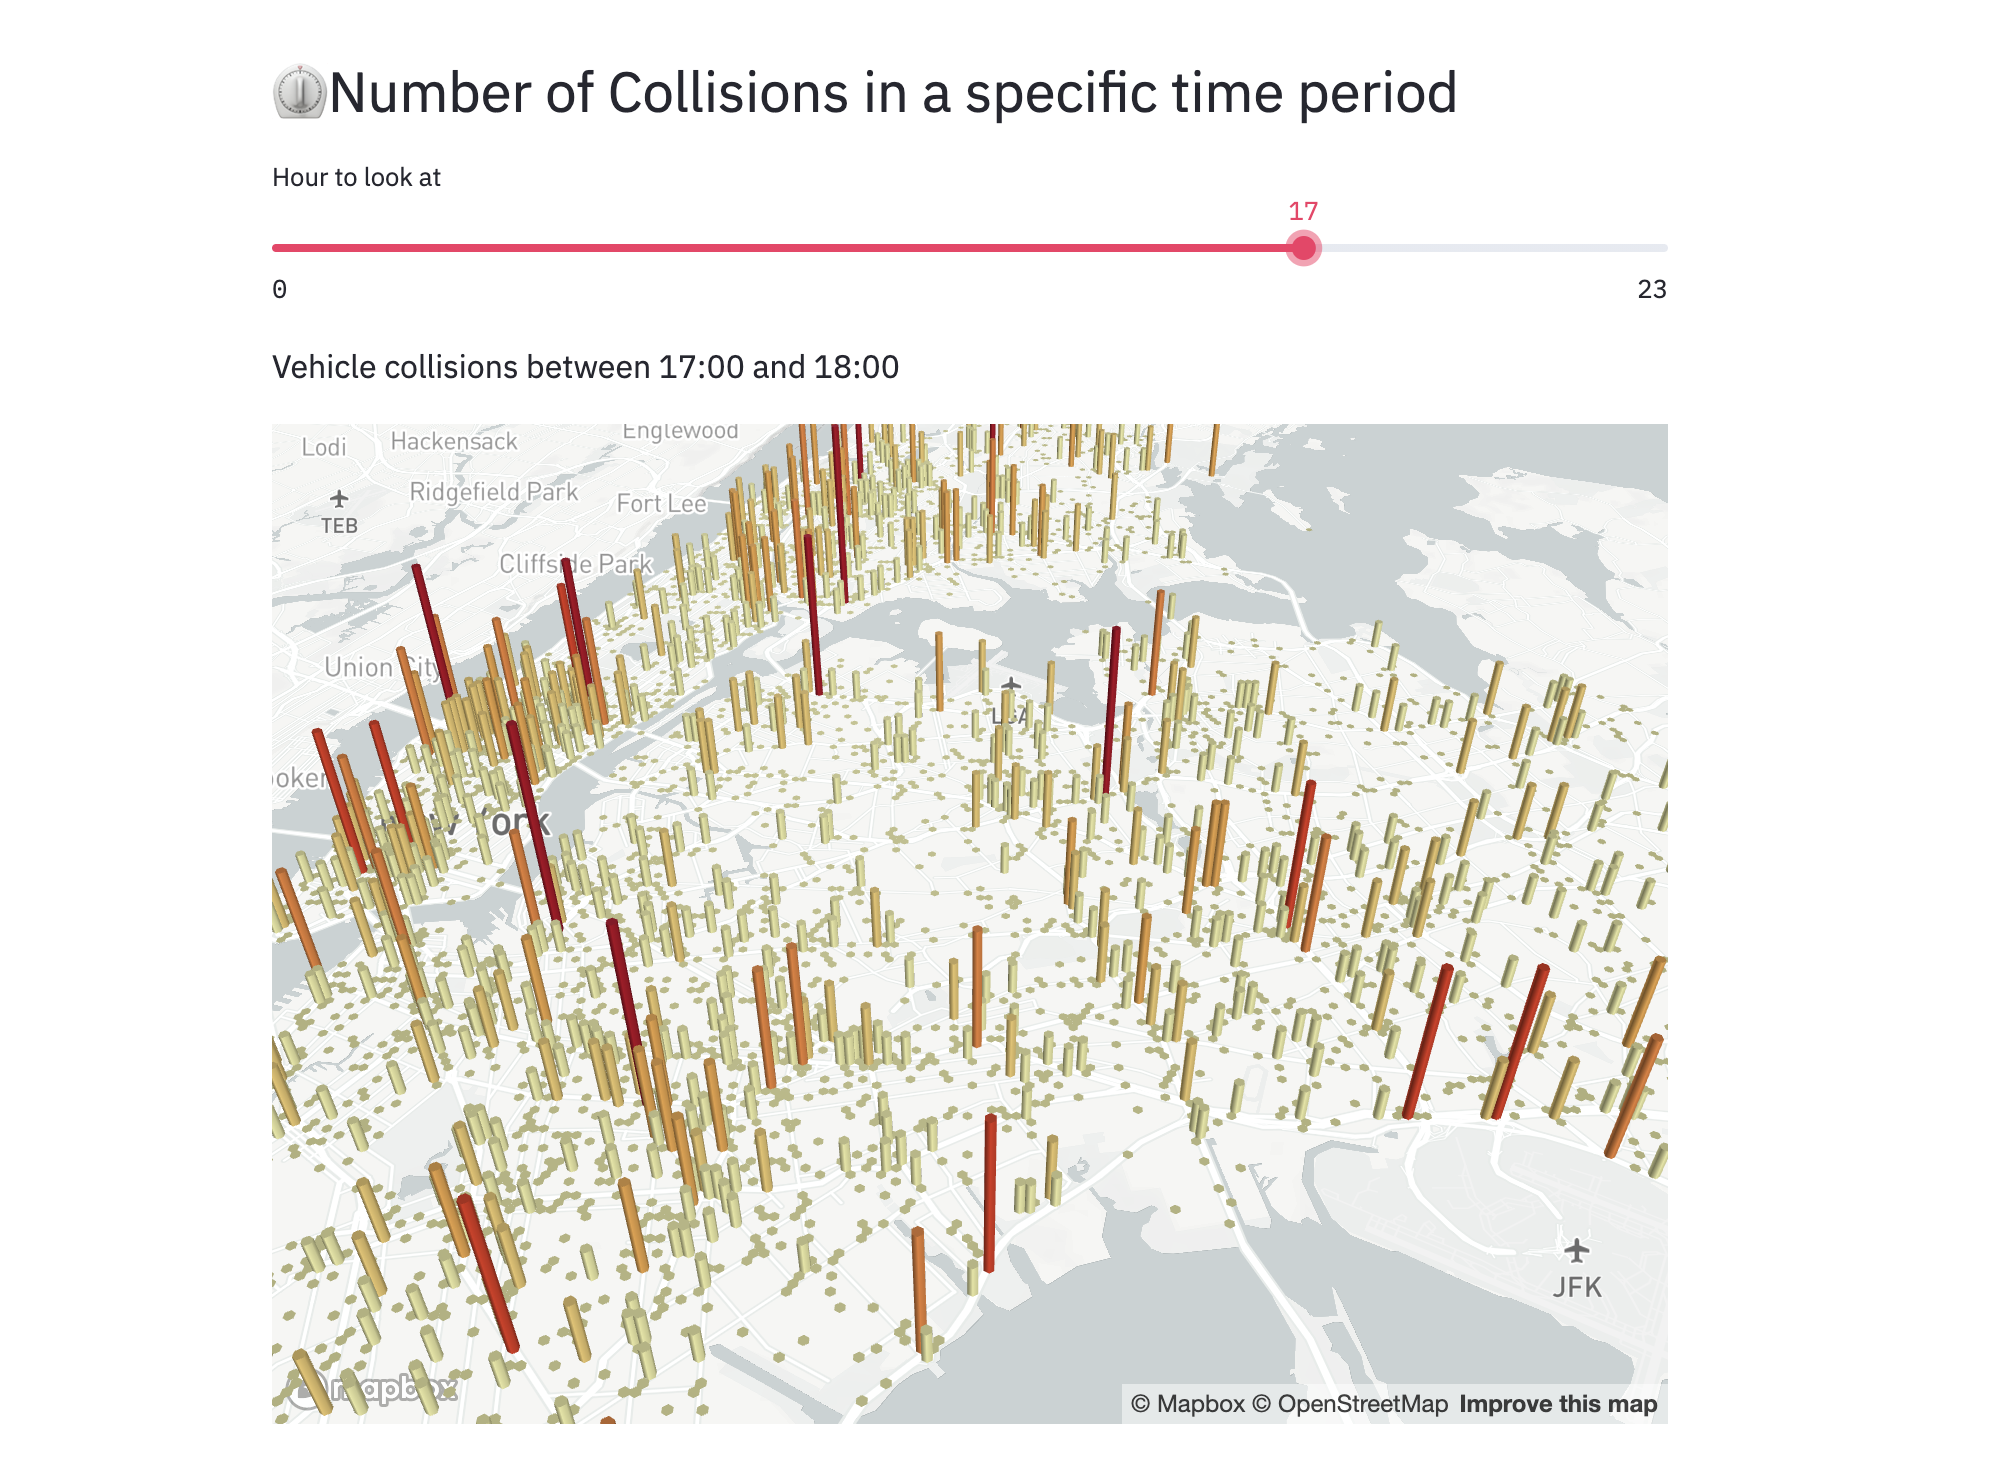 Number of Collisions in a specific time period
Hour to look at
17
0
23
Vehicle collisions between 17:00 and 18:00
Englewood
Lodi
Hackensack
Ridgefield Park
Fort Lee
TEB
Cliffside Park
Union City
LGA
oken
York
JFK
mapbox
© Mapbox © OpenStreetMap Improve this map